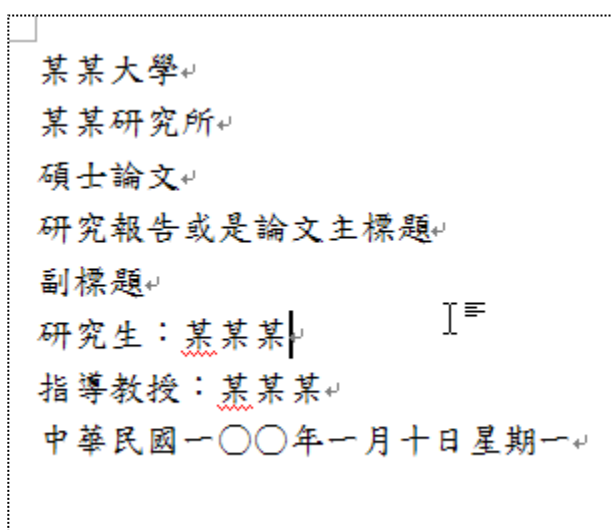 某某大學
某某研究所
碩士論文
研究報告或是論文主標題
副標題
研究生：某某某
指導教授：某某某
中華民國一〇〇年一月十日星期一